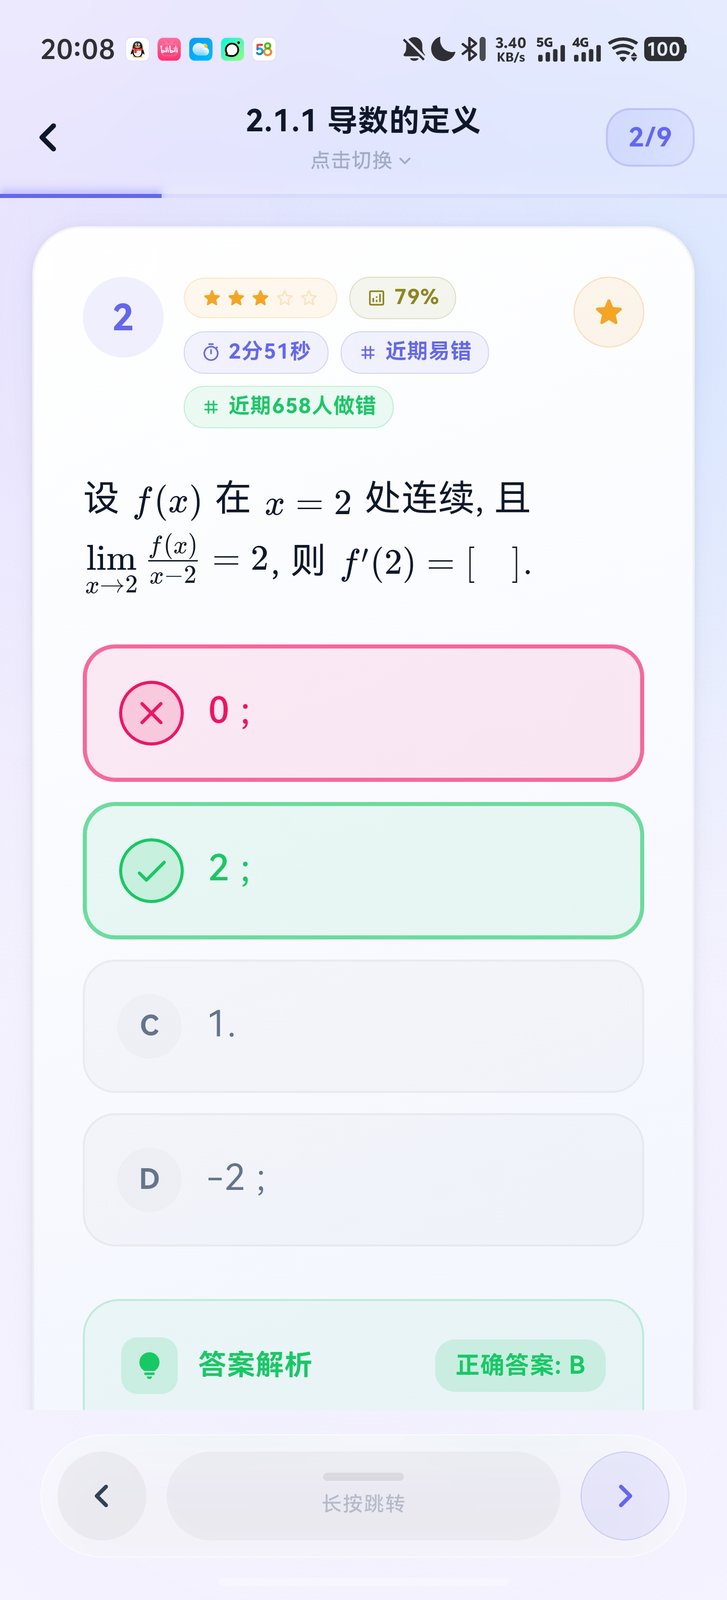 20:08 bilibili 58 3.40 KB/s 5G 4G 100
2.1.1 导数的定义
点击切换
2/9
2 79%
2分51秒 # 近期易错
# 近期658人做错
设 f(x) 在 x = 2 处连续, 且
lim x→2 f(x)/x−2 = 2, 则 f′(2) = [ ].
0 ;
2 ;
C 1.
D -2 ;
答案解析 正确答案: B
长按跳转